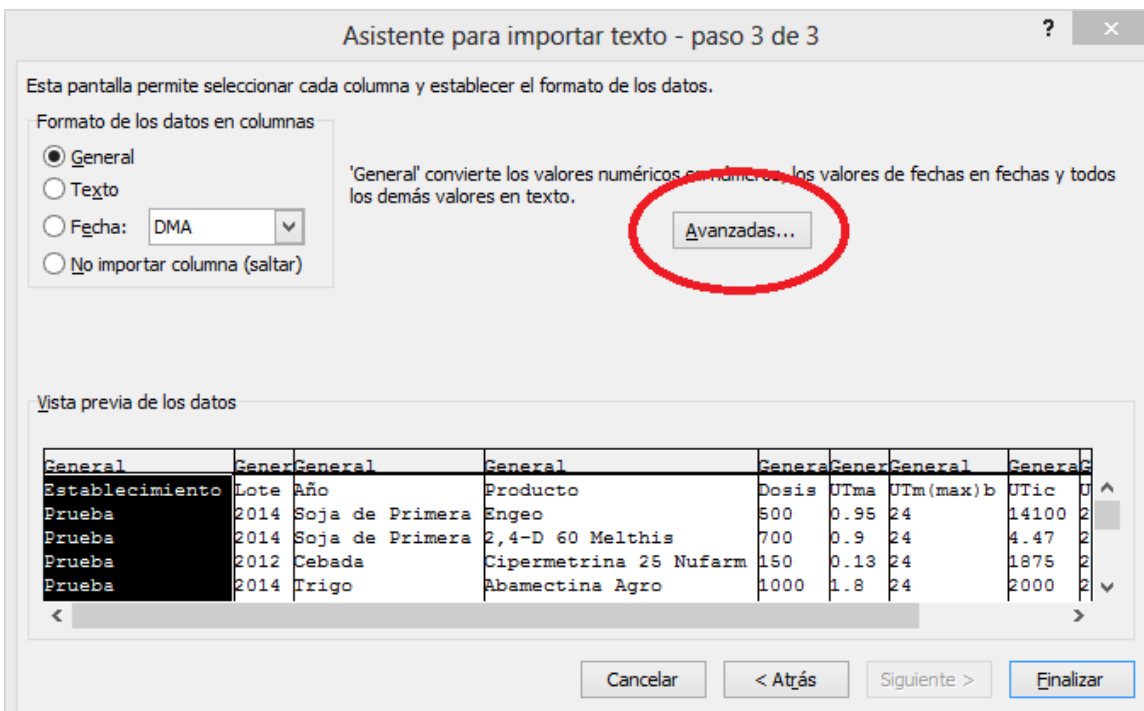 Asistente para importar texto - paso 3 de 3
?
Esta pantalla permite seleccionar cada columna y establecer el formato de los datos.
Formato de los datos en columnas
General
Texto
Fecha: DMA
No importar columna (saltar)
'General' convierte los valores numéricos en números, los valores de fechas en fechas y todos
los demás valores en texto.
Avanzadas...
Vista previa de los datos
General Gener General General Genera Gener General General G
Establecimiento Lote Año Producto Dosis UTma UTm(max)b UTic U
Prueba 2014 Soja de Primera Engeo 500 0.95 24 14100 2
Prueba 2014 Soja de Primera 2,4-D 60 Melthis 700 0.9 24 4.47 2
Prueba 2012 Cebada Cipermetrina 25 Nufarm 150 0.13 24 1875 2
Prueba 2014 Trigo Abamectina Agro 1000 1.8 24 2000 2
Cancelar < Atrás Siguiente > Finalizar